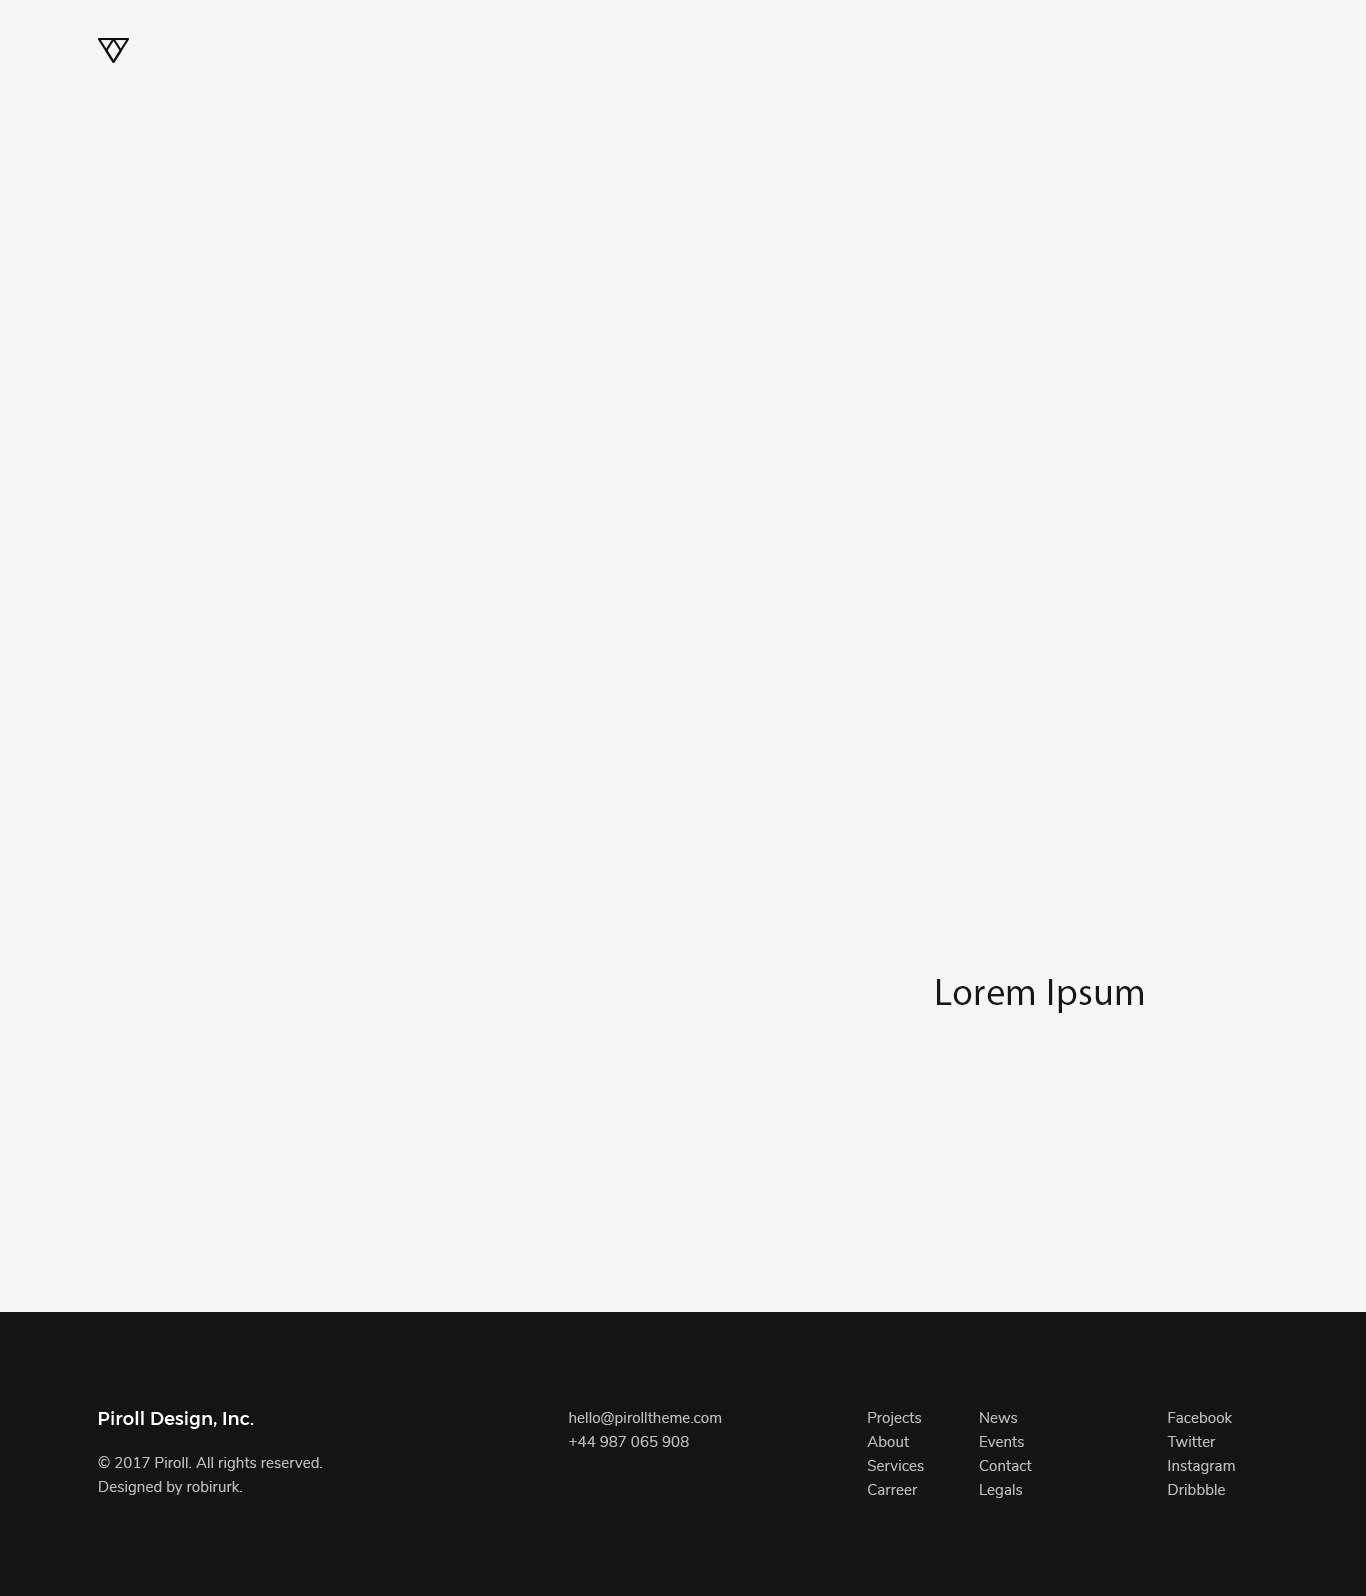 Lorem Ipsum
Piroll Design, Inc.
© 2017 Piroll. All rights reserved.
Designed by robirurk.
hello@pirolltheme.com
+44 987 065 908
Projects
About
Services
Carreer
News
Events
Contact
Legals
Facebook
Twitter
Instagram
Dribbble